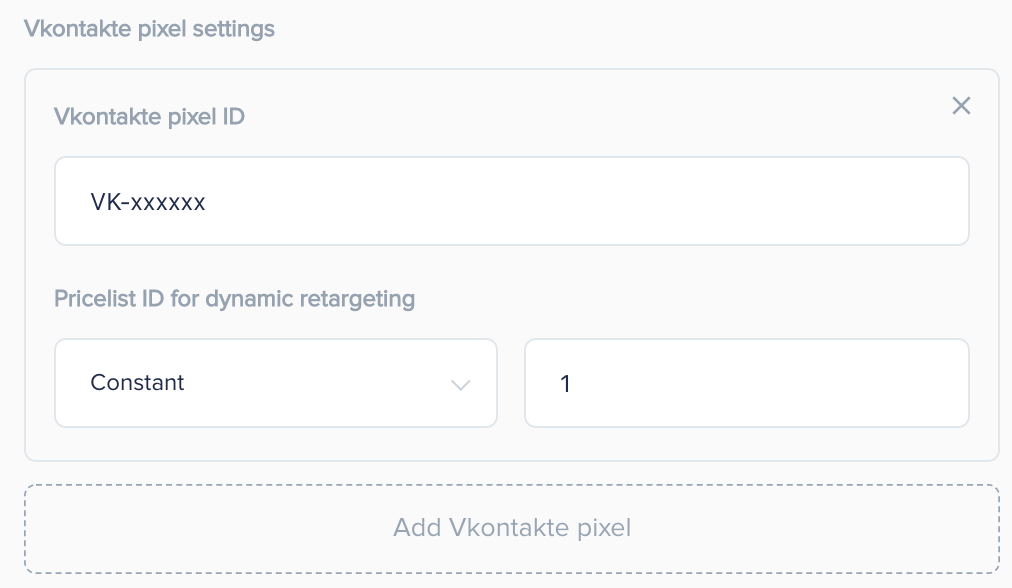 Vkontakte pixel settings
Vkontakte pixel ID
VK-xxxxxx
Pricelist ID for dynamic retargeting
Constant 1
Add Vkontakte pixel